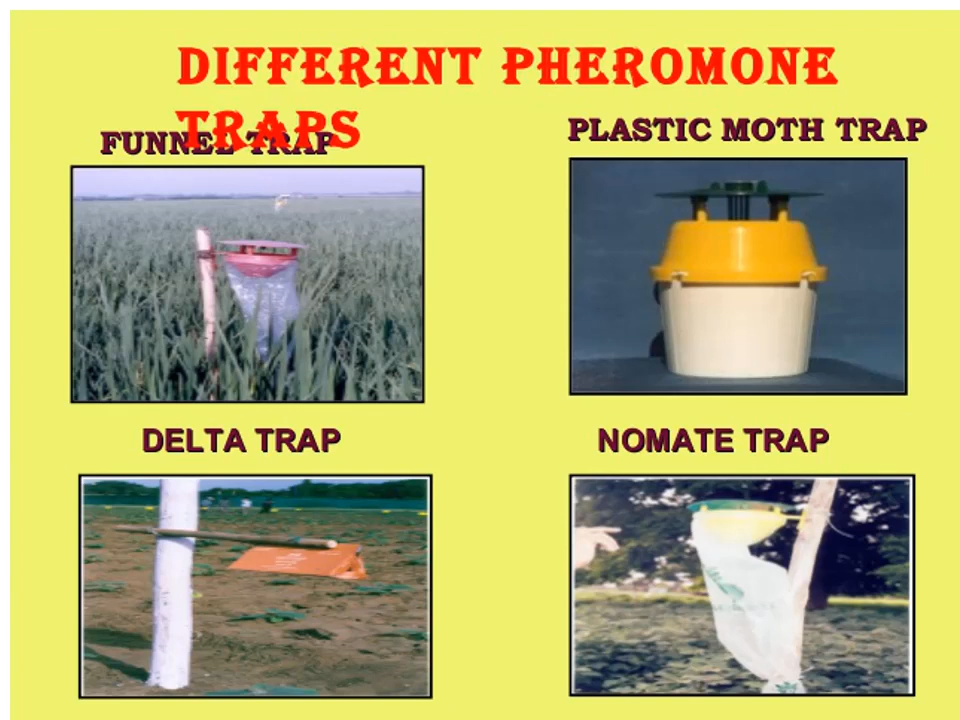 DIFFERENT PHEROMONE
TRAPS
FUNNEL TRAP
PLASTIC MOTH TRAP
DELTA TRAP
NOMATE TRAP